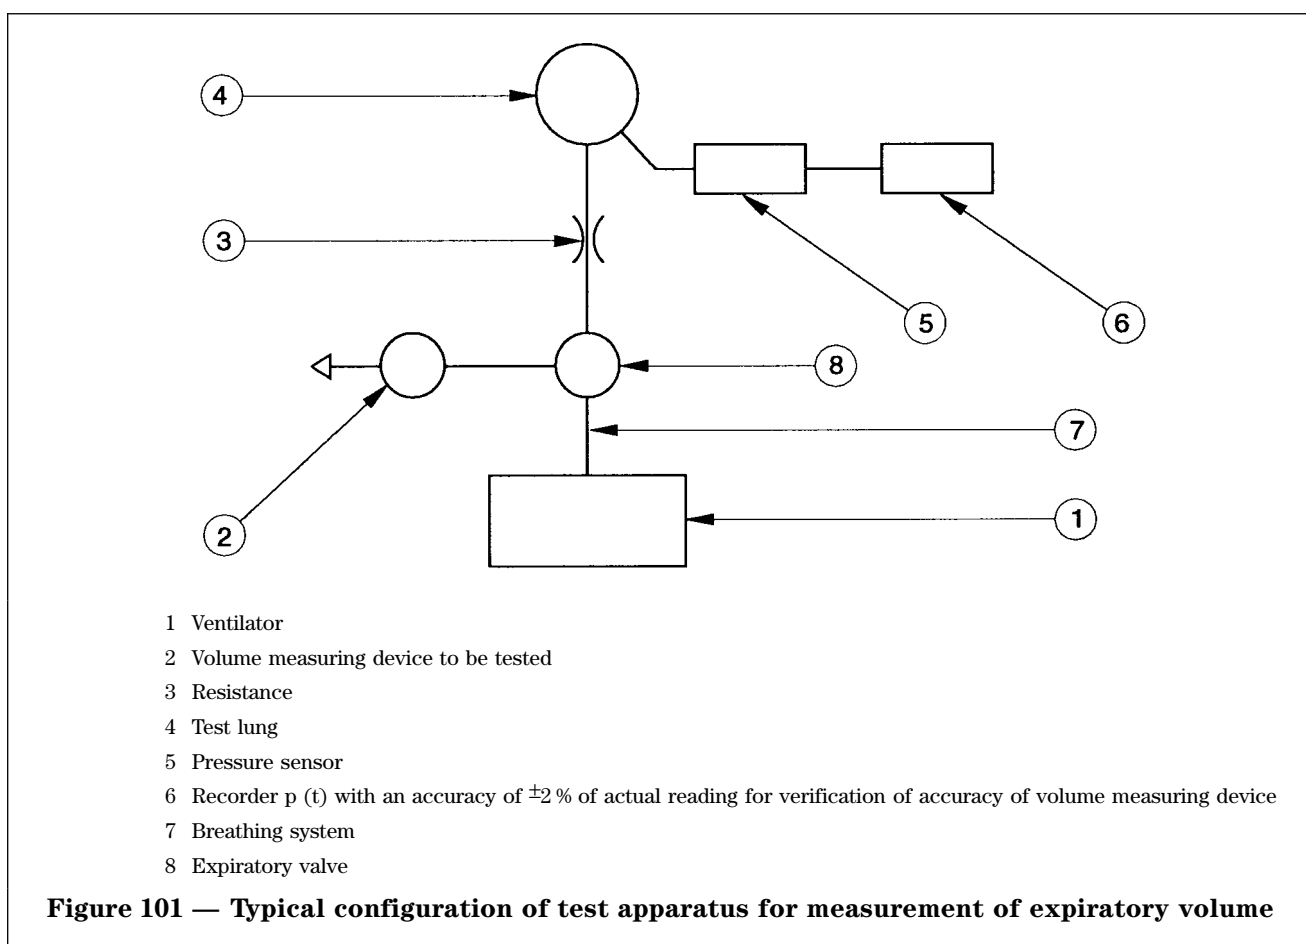 4
3
5
6
8
7
2
1
1 Ventilator
2 Volume measuring device to be tested
3 Resistance
4 Test lung
5 Pressure sensor
6 Recorder p (t) with an accuracy of ±2 % of actual reading for verification of accuracy of volume measuring device
7 Breathing system
8 Expiratory valve
Figure 101 — Typical configuration of test apparatus for measurement of expiratory volume